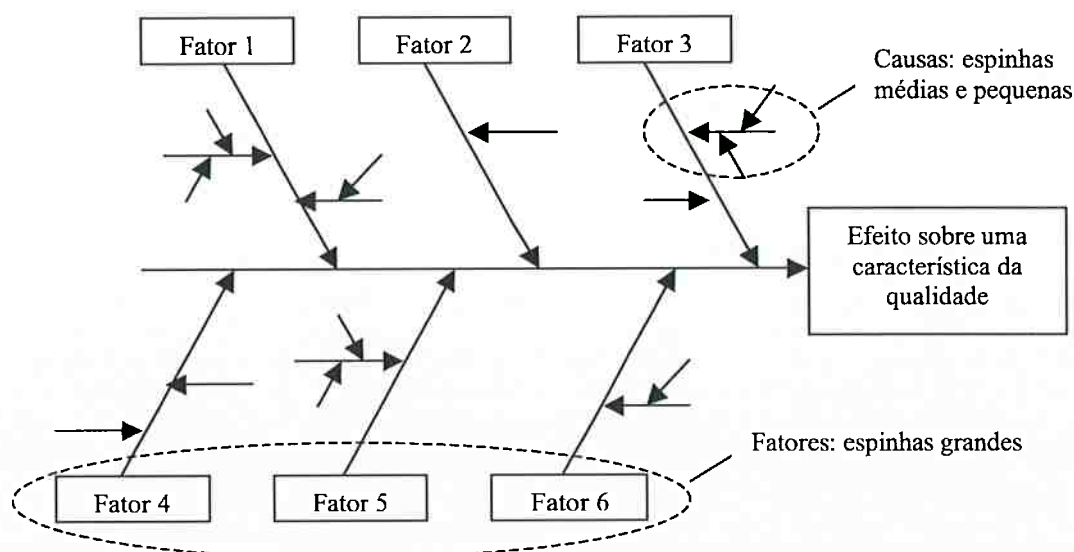 Fator 1
Fator 2
Fator 3
Causas: espinhas
médias e pequenas
Efeito sobre uma
característica da
qualidade
Fatores: espinhas grandes
Fator 4
Fator 5
Fator 6